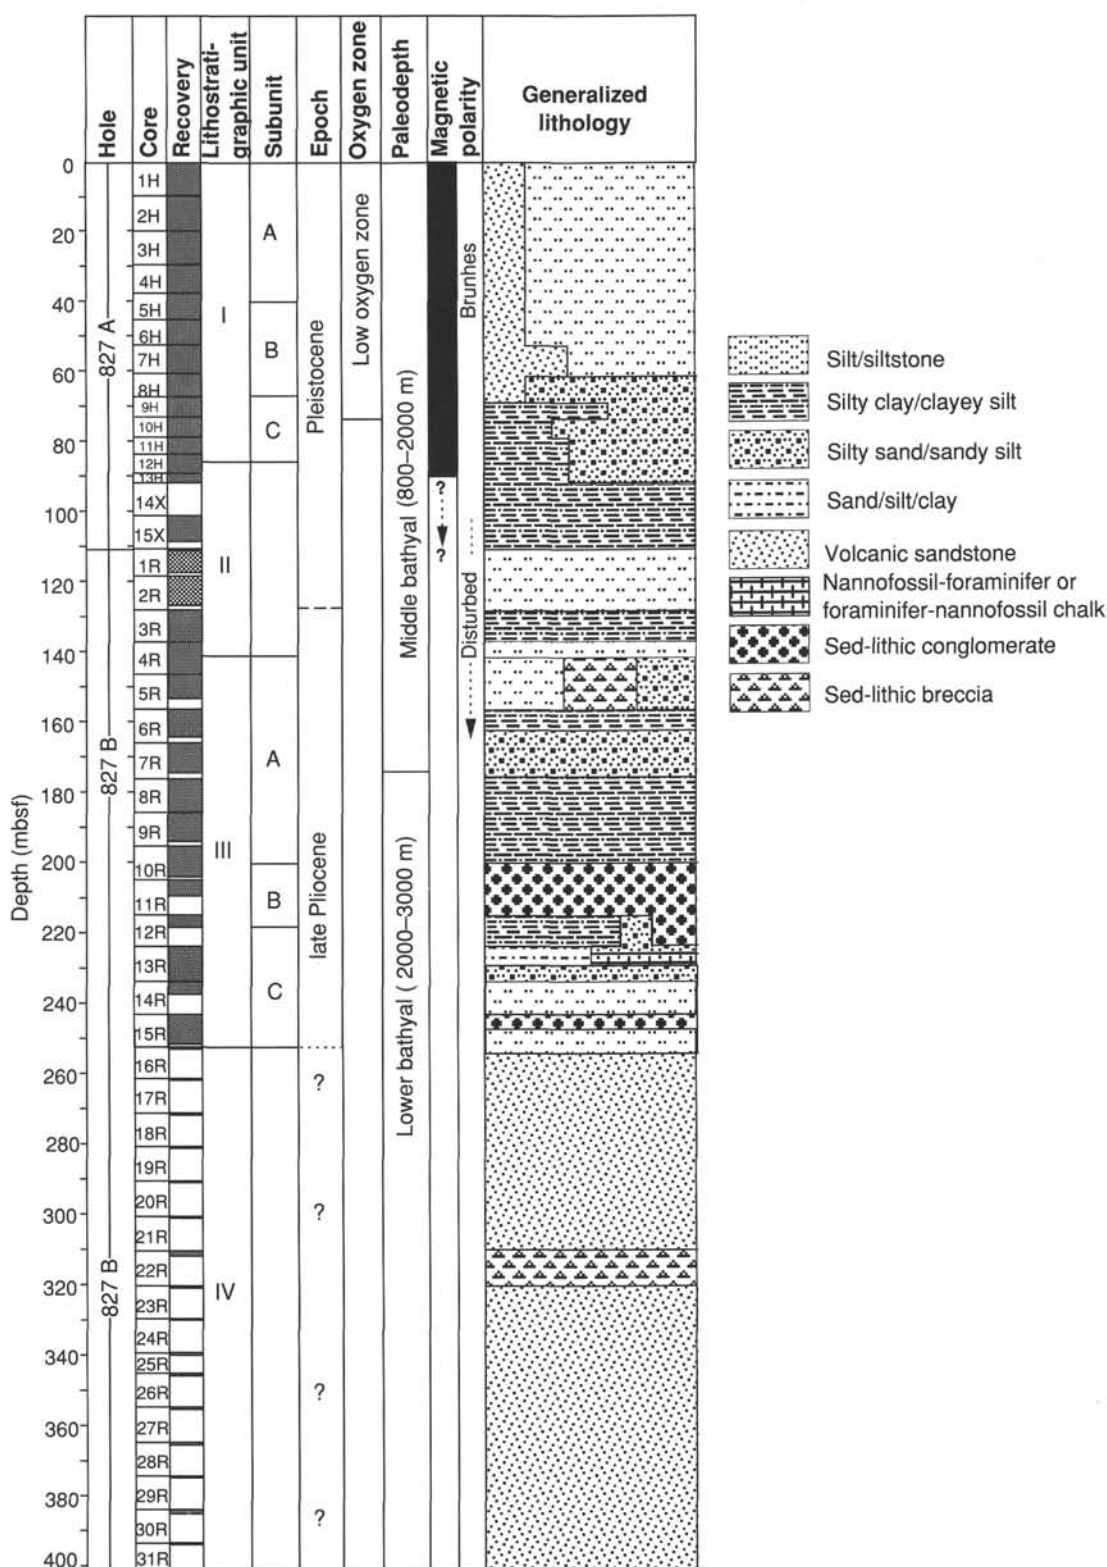 Hole
Core
Recovery
Lithostrati-
graphic unit
Subunit
Epoch
Oxygen zone
Paleodepth
Magnetic
polarity
Generalized
lithology
Depth (mbsf)
0
20
40
60
80
100
120
140
160
180
200
220
240
260
280
300
320
340
360
380
400
827 A
827 B
827 B
1H
2H
3H
4H
5H
6H
7H
8H
9H
10H
11H
12H
13H
14X
15X
1R
2R
3R
4R
5R
6R
7R
8R
9R
10R
11R
12R
13R
14R
15R
16R
17R
18R
19R
20R
21R
22R
23R
24R
25R
26R
27R
28R
29R
30R
31R
I
II
III
IV
A
B
C
A
B
C
Pleistocene
late Pliocene
?
?
?
?
Low oxygen zone
Middle bathyal (800–2000 m)
Lower bathyal ( 2000–3000 m)
?
?
Brunhes
Disturbed
Silt/siltstone
Silty clay/clayey silt
Silty sand/sandy silt
Sand/silt/clay
Volcanic sandstone
Nannofossil-foraminifer or
foraminifer-nannofossil chalk
Sed-lithic conglomerate
Sed-lithic breccia